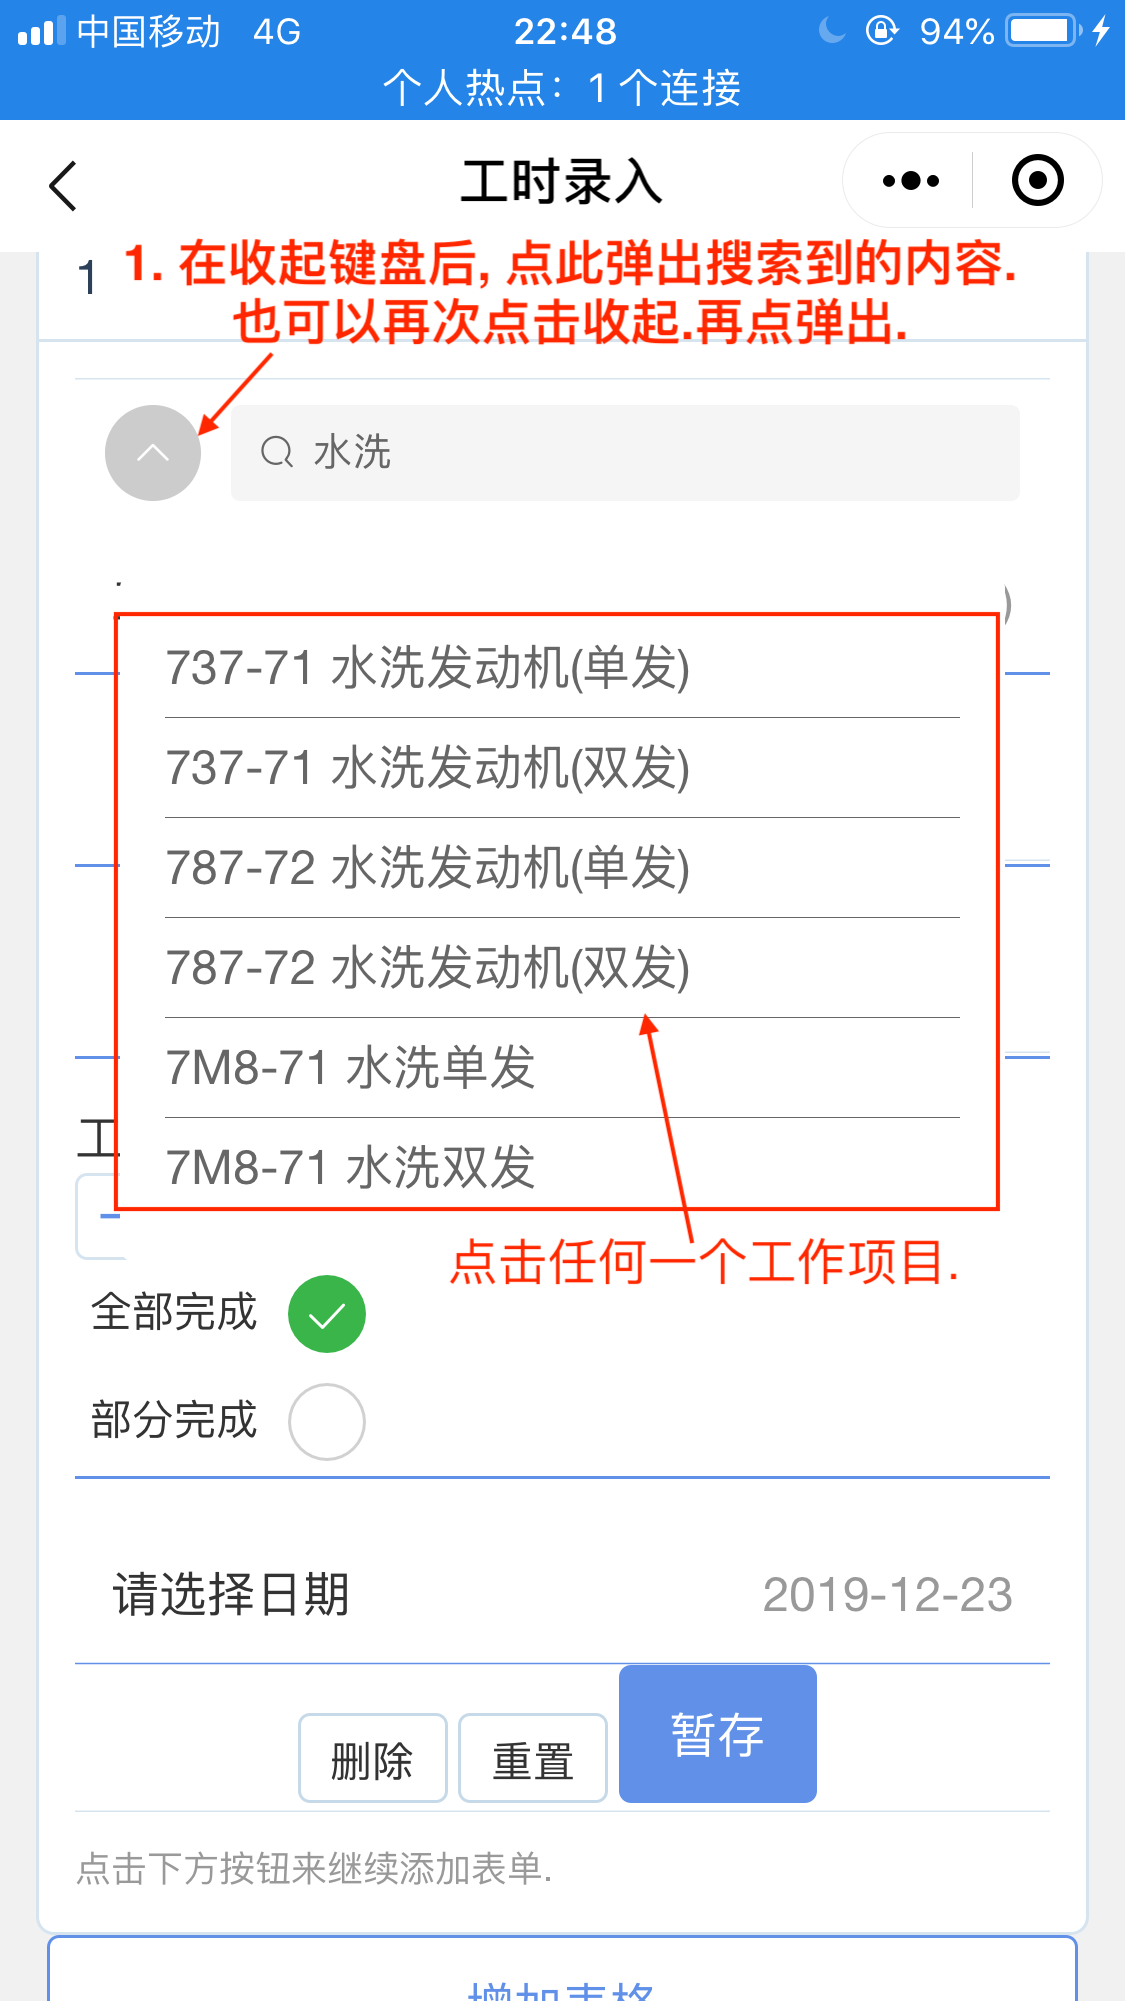 中国移动 4G 22:48 94%
个人热点：1 个连接
工时录入
1
1. 在收起键盘后, 点此弹出搜索到的内容.
也可以再次点击收起.再点弹出.
水洗
737-71 水洗发动机(单发)
737-71 水洗发动机(双发)
787-72 水洗发动机(单发)
787-72 水洗发动机(双发)
7M8-71 水洗单发
7M8-71 水洗双发
工
点击任何一个工作项目.
全部完成
部分完成
请选择日期 2019-12-23
删除 重置 暂存
点击下方按钮来继续添加表单.
增加表格